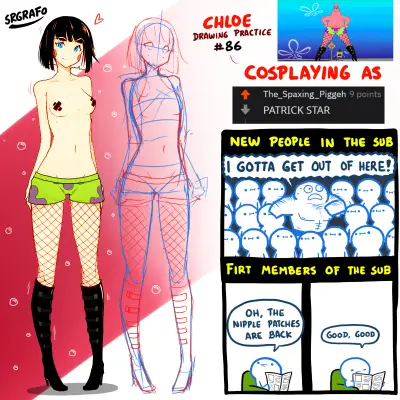 SRGRAFO
CHLOE
DRAWING PRACTICE
#86
COSPLAYING AS
The_Spaxing_Piggeh 9 points
PATRICK STAR
NEW PEOPLE IN THE SUB
I GOTTA GET OUT OF HERE!
FIRT MEMBERS OF THE SUB
OH, THE
NIPPLE PATCHES
ARE BACK
GOOD, GOOD